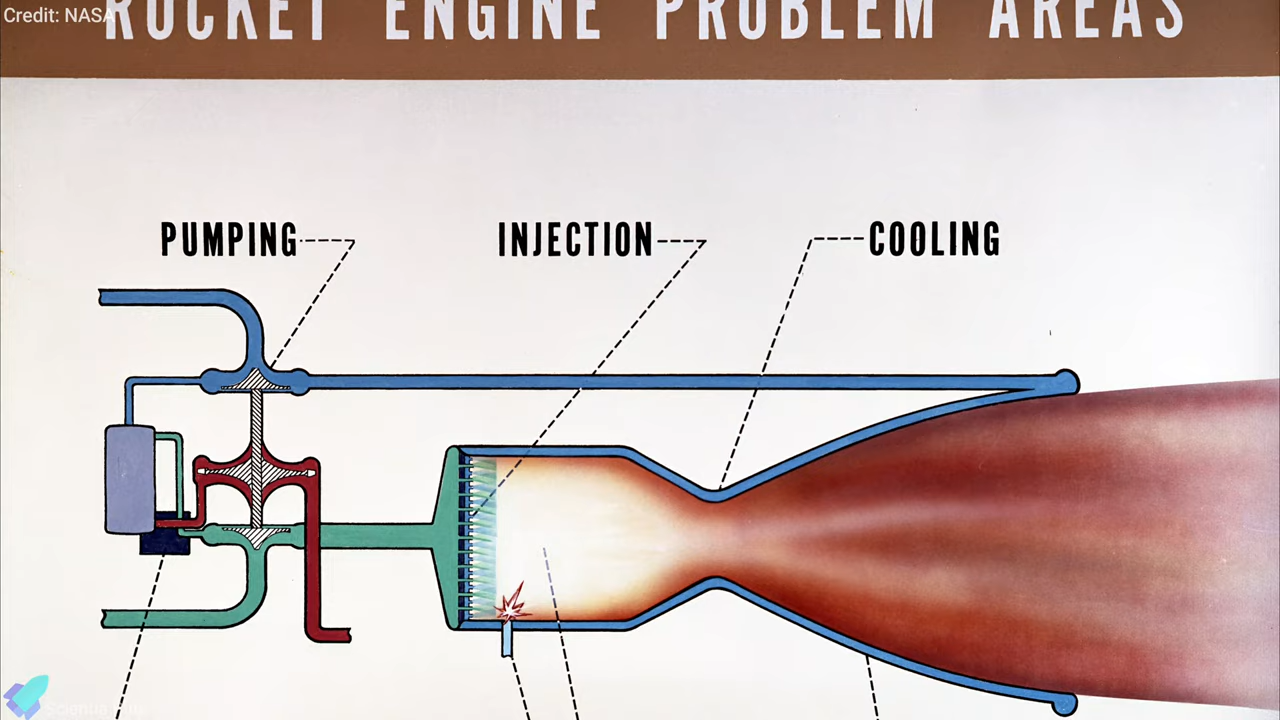 Credit: NASA
ROCKET ENGINE PROBLEM AREAS
PUMPING
INJECTION
COOLING